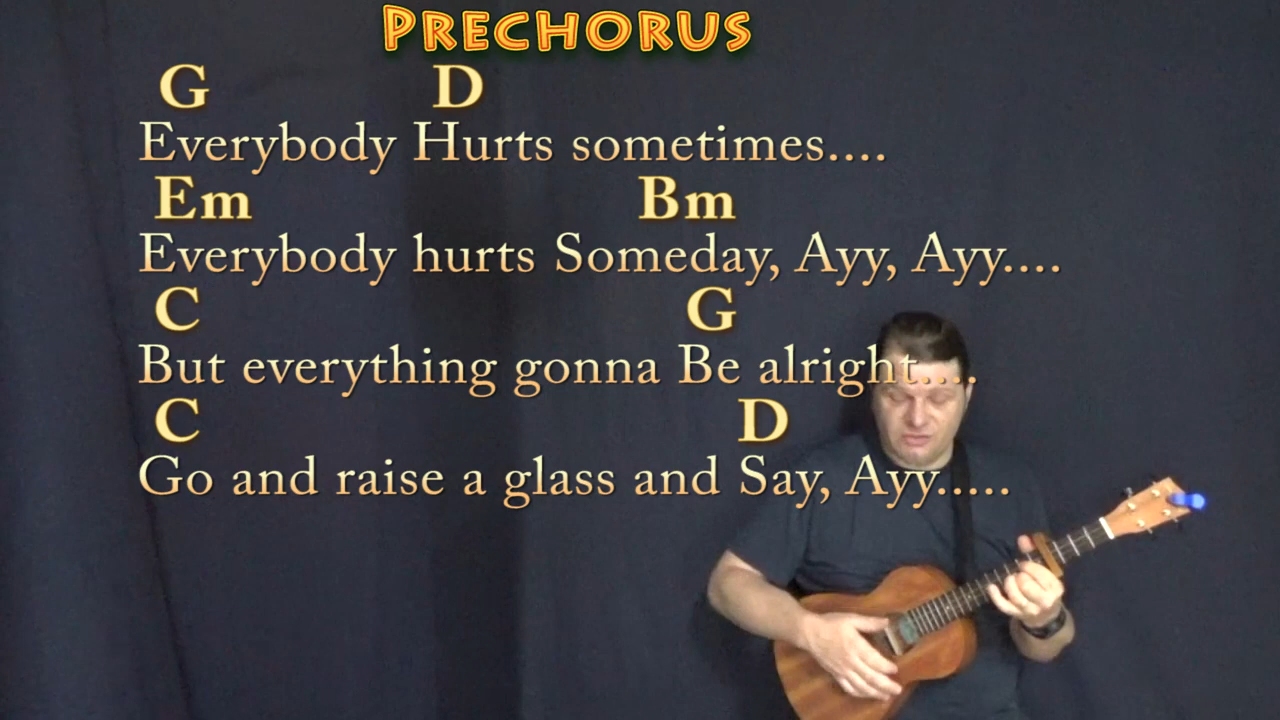 PRECHORUS
G D
Everybody Hurts sometimes....
Em Bm
Everybody hurts Someday, Ayy, Ayy....
C G
But everything gonna Be alright....
C D
Go and raise a glass and Say, Ayy.....